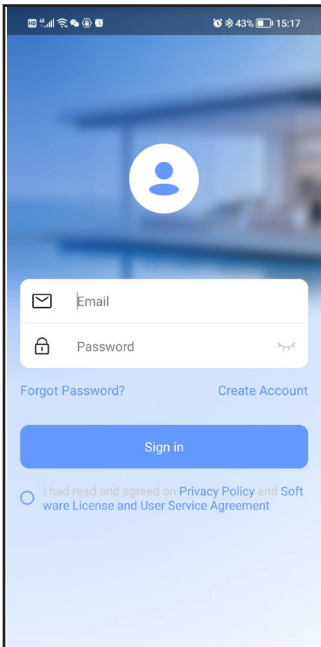 HD 43% 15:17
Email
Password
Forgot Password? Create Account
Sign in
I had read and agreed on Privacy Policy and Soft
ware License and User Service Agreement